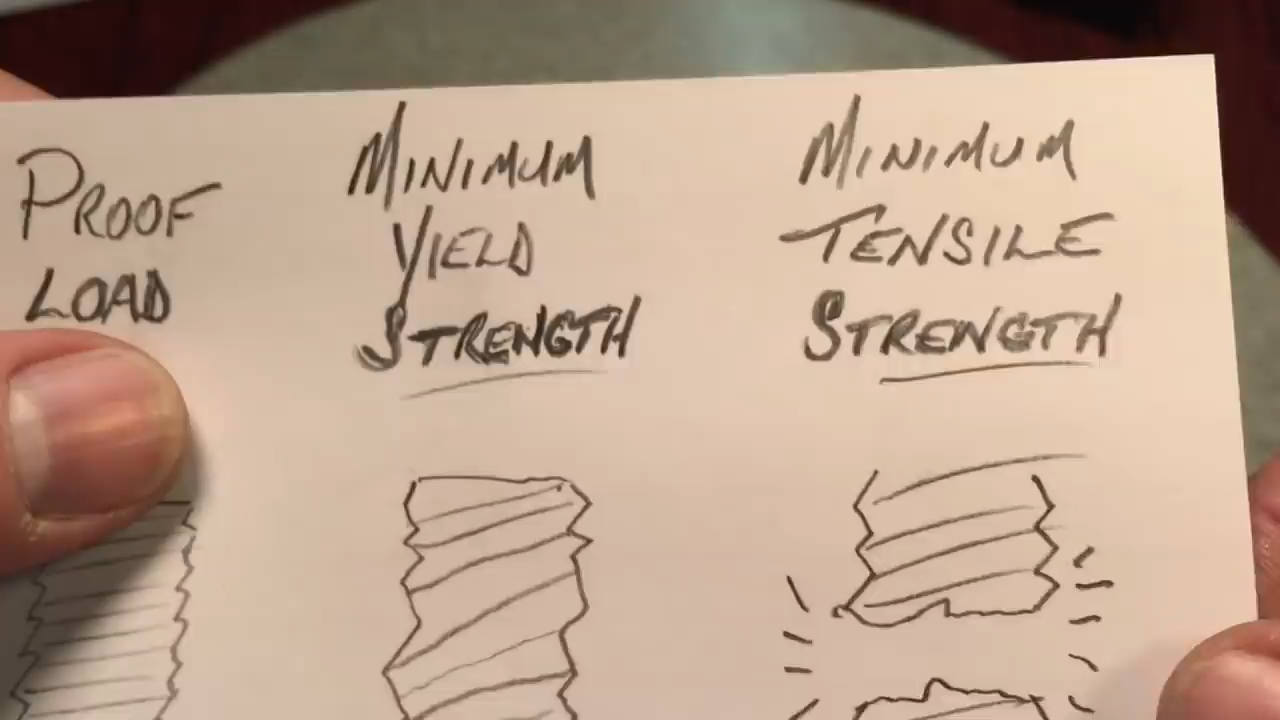 PROOF
LOAD
MINIMUM
YIELD
STRENGTH
MINIMUM
TENSILE
STRENGTH